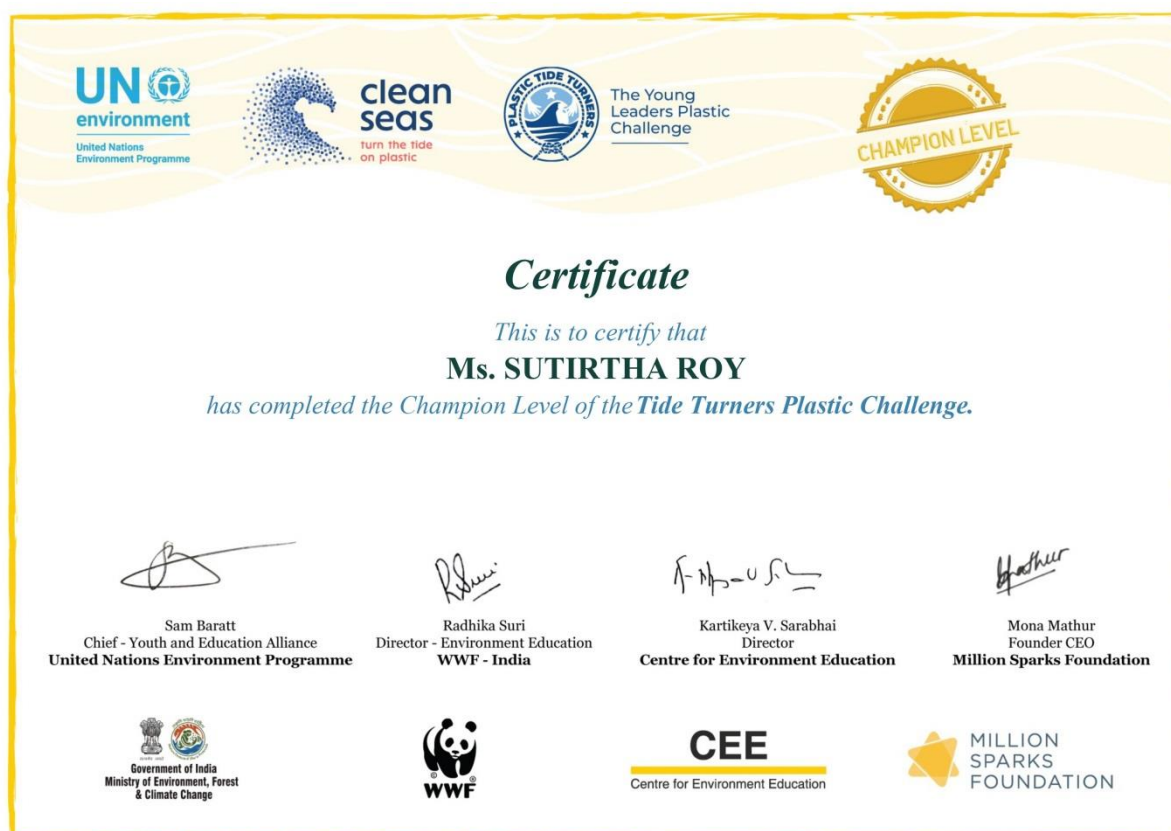 UN
environment
United Nations
Environment Programme
clean
seas
turn the tide
on plastic
PLASTIC TIDE TURNERS
The Young
Leaders Plastic
Challenge
CHAMPION LEVEL
Certificate
This is to certify that
Ms. SUTIRTHA ROY
has completed the Champion Level of the Tide Turners Plastic Challenge.
Sam Baratt
Chief - Youth and Education Alliance
United Nations Environment Programme
Radhika Suri
Director - Environment Education
WWF - India
Kartikeya V. Sarabhai
Director
Centre for Environment Education
Mona Mathur
Founder CEO
Million Sparks Foundation
Government of India
Ministry of Environment, Forest
& Climate Change
WWF
CEE
Centre for Environment Education
MILLION
SPARKS
FOUNDATION